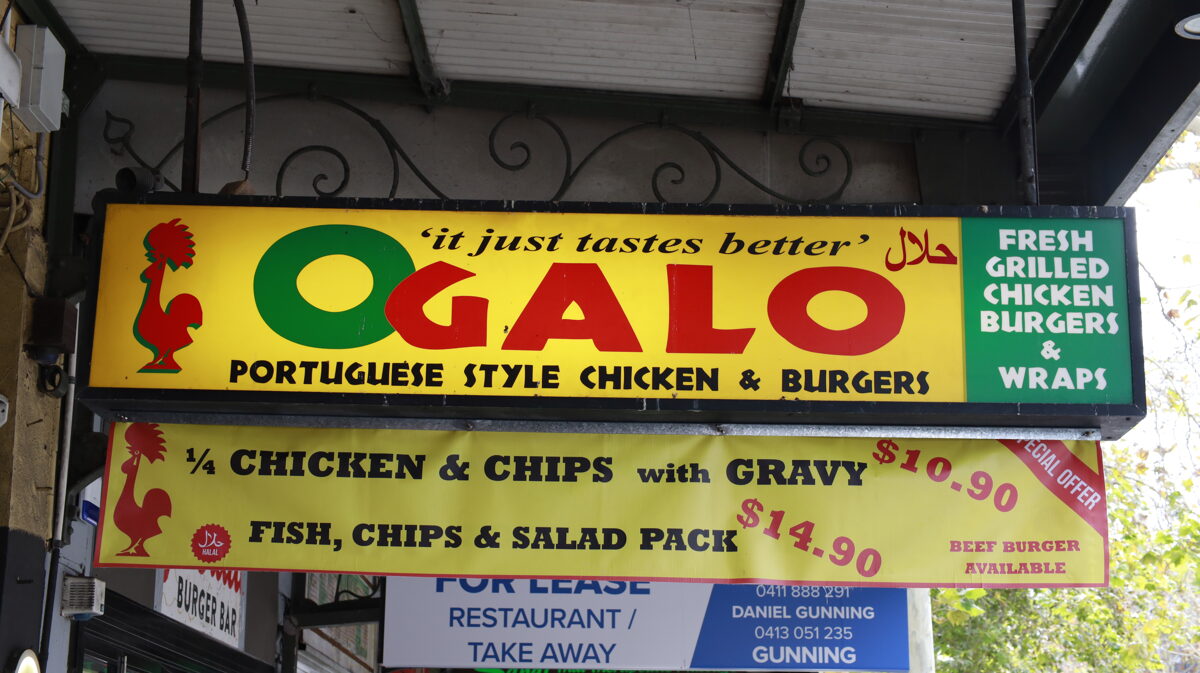 'it just tastes better'
حلال
OGALO
PORTUGUESE STYLE CHICKEN & BURGERS
FRESH
GRILLED
CHICKEN
BURGERS
&
WRAPS
¼ CHICKEN & CHIPS with GRAVY $10.90
SPECIAL OFFER
FISH, CHIPS & SALAD PACK $14.90
حلال
HALAL
BEEF BURGER
AVAILABLE
BURGER BAR
FOR LEASE
RESTAURANT /
TAKE AWAY
0411 888 291
DANIEL GUNNING
0413 051 235
GUNNING